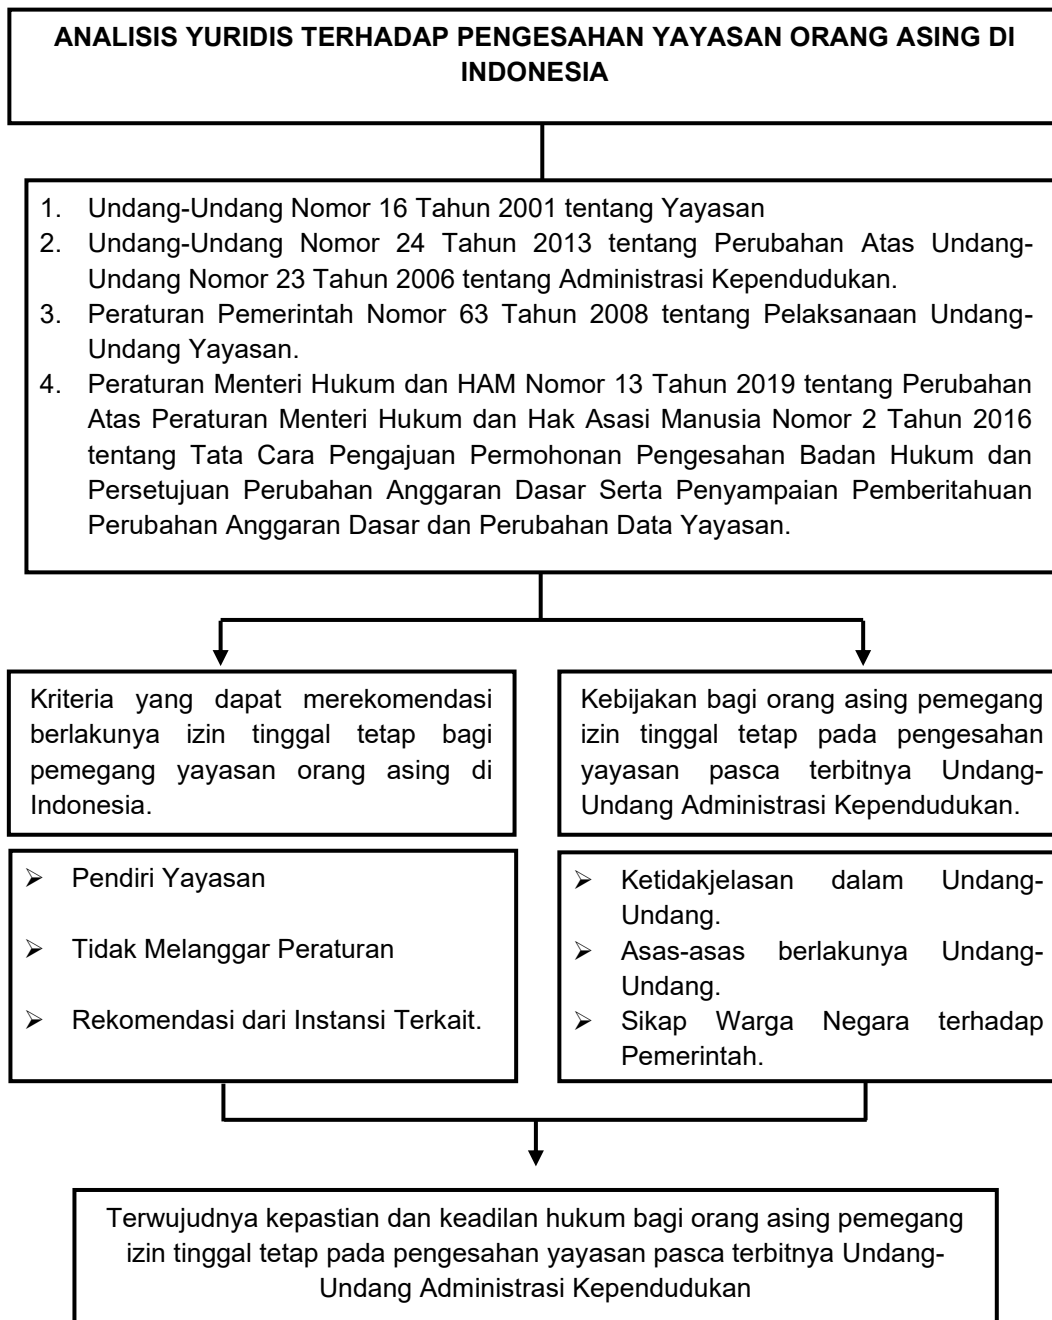 ANALISIS YURIDIS TERHADAP PENGESAHAN YAYASAN ORANG ASING DI
INDONESIA
1. Undang-Undang Nomor 16 Tahun 2001 tentang Yayasan
2. Undang-Undang Nomor 24 Tahun 2013 tentang Perubahan Atas Undang-
Undang Nomor 23 Tahun 2006 tentang Administrasi Kependudukan.
3. Peraturan Pemerintah Nomor 63 Tahun 2008 tentang Pelaksanaan Undang-
Undang Yayasan.
4. Peraturan Menteri Hukum dan HAM Nomor 13 Tahun 2019 tentang Perubahan
Atas Peraturan Menteri Hukum dan Hak Asasi Manusia Nomor 2 Tahun 2016
tentang Tata Cara Pengajuan Permohonan Pengesahan Badan Hukum dan
Persetujuan Perubahan Anggaran Dasar Serta Penyampaian Pemberitahuan
Perubahan Anggaran Dasar dan Perubahan Data Yayasan.
Kriteria yang dapat merekomendasi
berlakunya izin tinggal tetap bagi
pemegang yayasan orang asing di
Indonesia.
Kebijakan bagi orang asing pemegang
izin tinggal tetap pada pengesahan
yayasan pasca terbitnya Undang-
Undang Administrasi Kependudukan.
➢ Pendiri Yayasan
➢ Tidak Melanggar Peraturan
➢ Rekomendasi dari Instansi Terkait.
➢ Ketidakjelasan dalam Undang-
Undang.
➢ Asas-asas berlakunya Undang-
Undang.
➢ Sikap Warga Negara terhadap
Pemerintah.
Terwujudnya kepastian dan keadilan hukum bagi orang asing pemegang
izin tinggal tetap pada pengesahan yayasan pasca terbitnya Undang-
Undang Administrasi Kependudukan